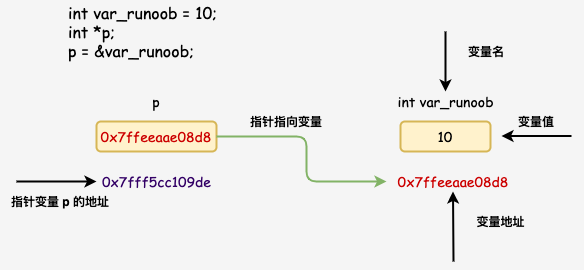 int var_runoob = 10;
int *p;
p = &var_runoob;
变量名
p
int var_runoob
0x7ffeeaae08d8
指针指向变量
10
变量值
0x7fff5cc109de
0x7ffeeaae08d8
指针变量 p 的地址
变量地址